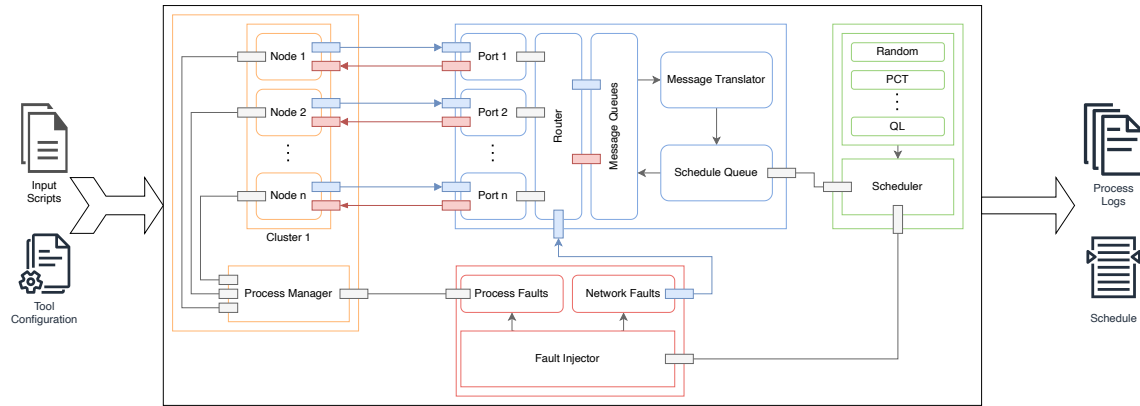 Input
Scripts
Tool
Configuration
Node 1
Node 2
Node n
Cluster 1
Process Manager
Port 1
Port 2
Port n
Router
Message Queues
Message Translator
Schedule Queue
Random
PCT
QL
Scheduler
Process Faults
Network Faults
Fault Injector
Process
Logs
Schedule